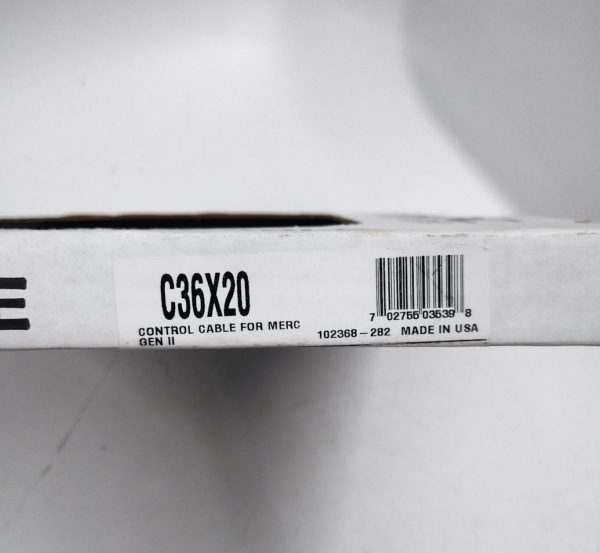 E
C36X20
CONTROL CABLE FOR MERC
GEN II
7 02755 03539 8
102368-282 MADE IN USA